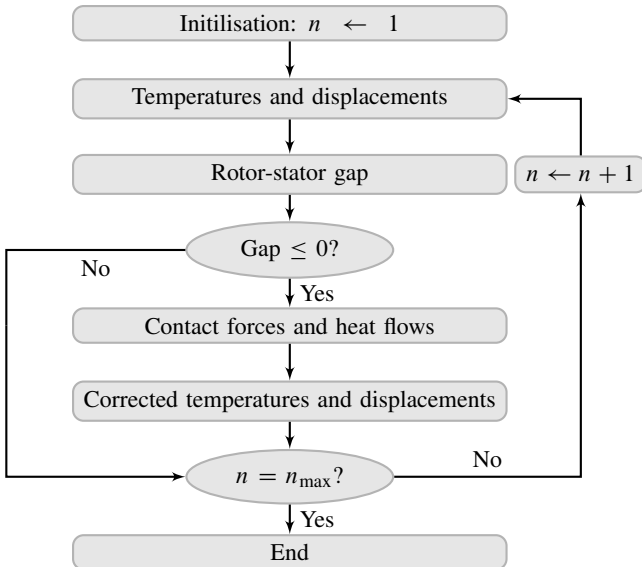 Initilisation: n ← 1
Temperatures and displacements
Rotor-stator gap
n ← n + 1
Gap ≤ 0?
No
Yes
Contact forces and heat flows
Corrected temperatures and displacements
n = nmax?
No
Yes
End